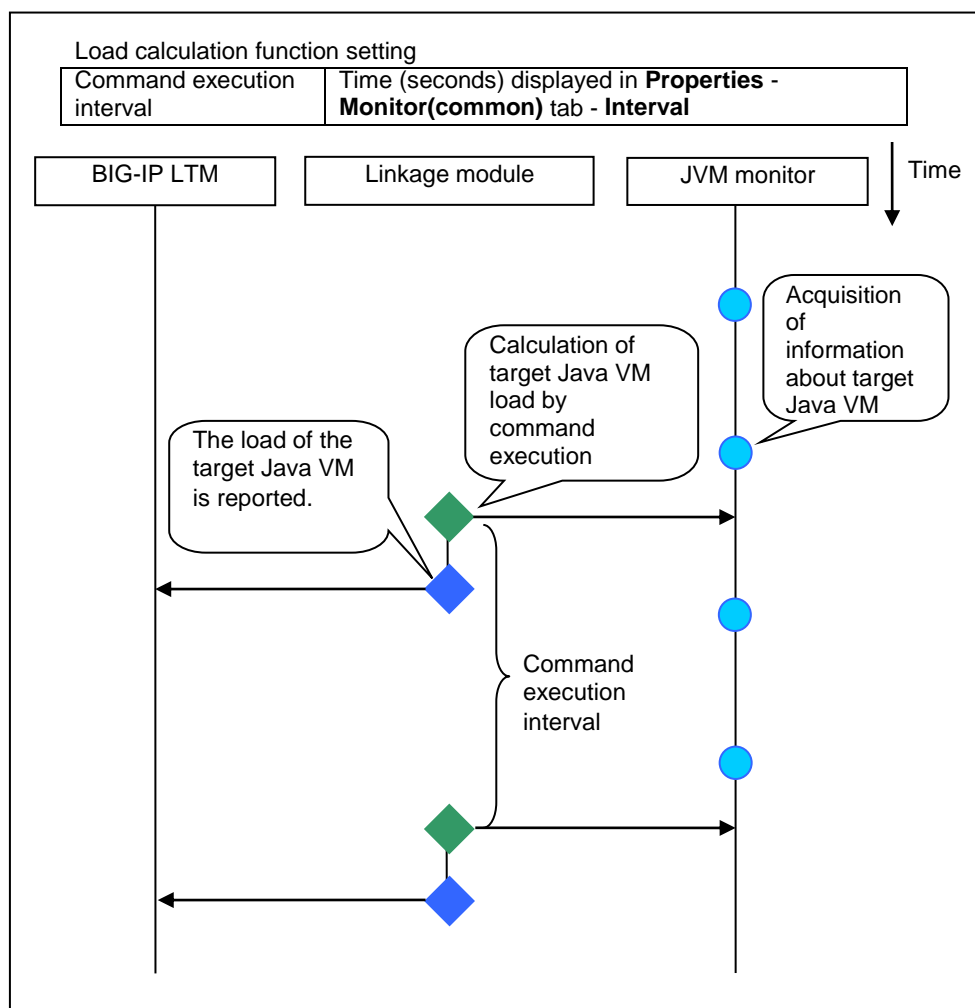 Load calculation function setting
Command execution
interval
Time (seconds) displayed in Properties -
Monitor(common) tab - Interval
BIG-IP LTM
Linkage module
JVM monitor
Time
Acquisition
of
information
about target
Java VM
Calculation of
target Java VM
load by
command
execution
The load of the
target Java VM
is reported.
Command
execution
interval